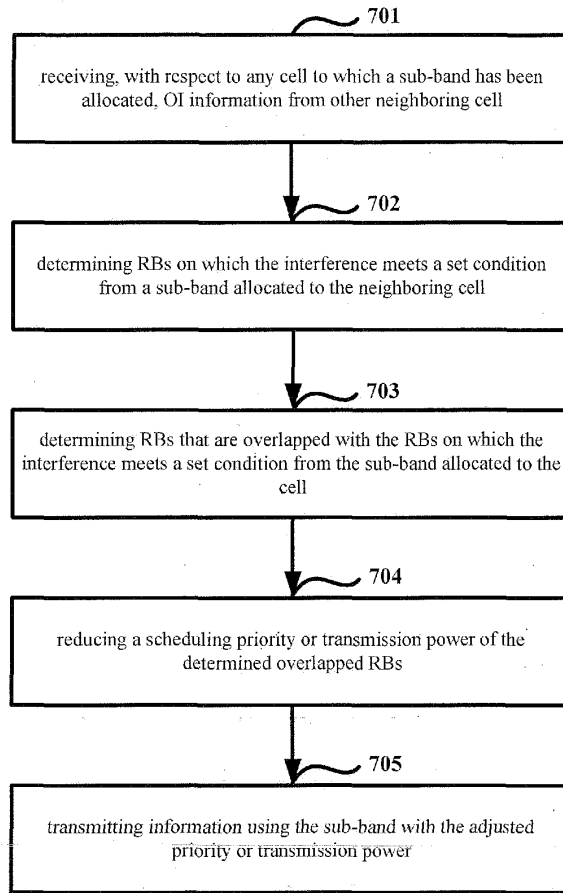 701
receiving, with respect to any cell to which a sub-band has been
allocated, OI information from other neighboring cell
702
determining RBs on which the interference meets a set condition
from a sub-band allocated to the neighboring cell
703
determining RBs that are overlapped with the RBs on which the
interference meets a set condition from the sub-band allocated to the
cell
704
reducing a scheduling priority or transmission power of the
determined overlapped RBs
705
transmitting information using the sub-band with the adjusted
priority or transmission power